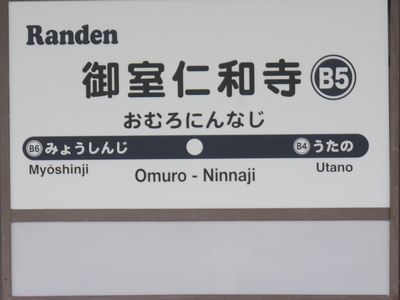 Randen
御室仁和寺 B5
おむろにんなじ
B6 みょうしんじ B4 うたの
Myōshinji Omuro - Ninnaji Utano